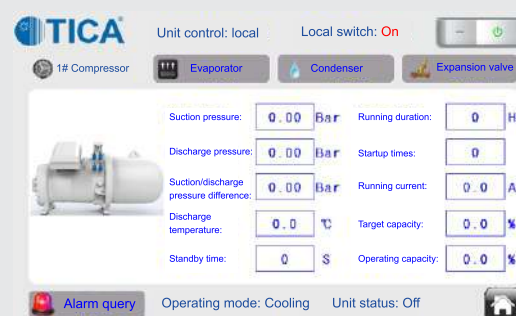 TICA
Unit control: local
Local switch: On
1# Compressor
Evaporator
Condenser
Expansion valve
Suction pressure: 0.00 Bar
Running duration: 0 H
Discharge pressure: 0.00 Bar
Startup times: 0
Suction/discharge
pressure difference: 0.00 Bar
Running current: 0.0 A
Discharge
temperature: 0.0 ℃
Target capacity: 0.0 %
Standby time: 0 S
Operating capacity: 0.0 %
Alarm query
Operating mode: Cooling
Unit status: Off